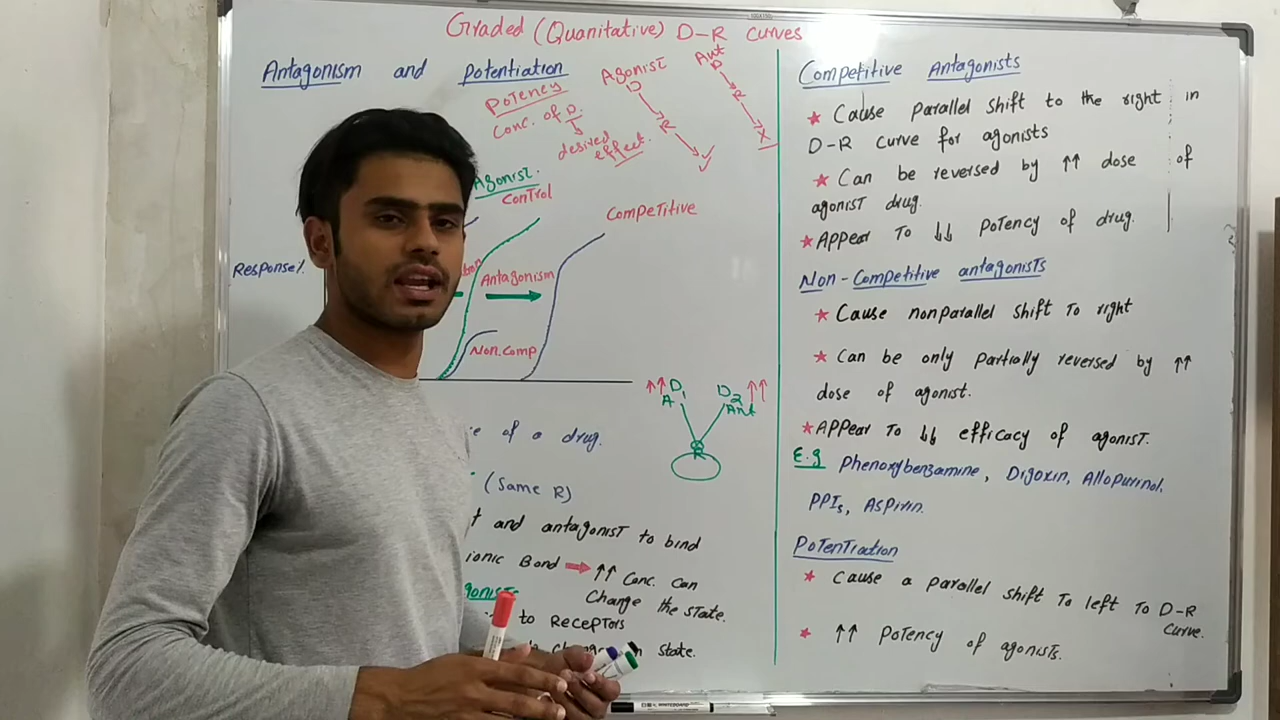 Graded (Quanitative) D-R curves
Antagonism and potentiation
Potency
Conc. of D.
desired
effect.
Agonist
D
R
Ant
D
R
X
Agonist.
Control
Competitive
Response%
Antagonism
Non.comp
D1
A
D2
Ant
R
of a drug.
(Same R)
and antagonist to bind
ionic Bond → ↑↑ Conc. can
Change the state.
to Receptors
state.
Competitive Antagonists
* Cause parallel shift to the right in
D-R curve for agonists
* Can be reversed by ↑↑ dose of
agonist drug.
* Appear To ↓↓ potency of drug.
Non-Competitive antagonists
* Cause nonparallel shift To right
* Can be only partially reversed by ↑↑
dose of agonist.
* Appear To ↓↓ efficacy of agonist.
E.g Phenoxybenzamine, Digoxin, Allopurinol,
PPIs, Aspirin.
Potentiation
* Cause a parallel shift To left To D-R
Curve.
* ↑↑ potency of agonists.